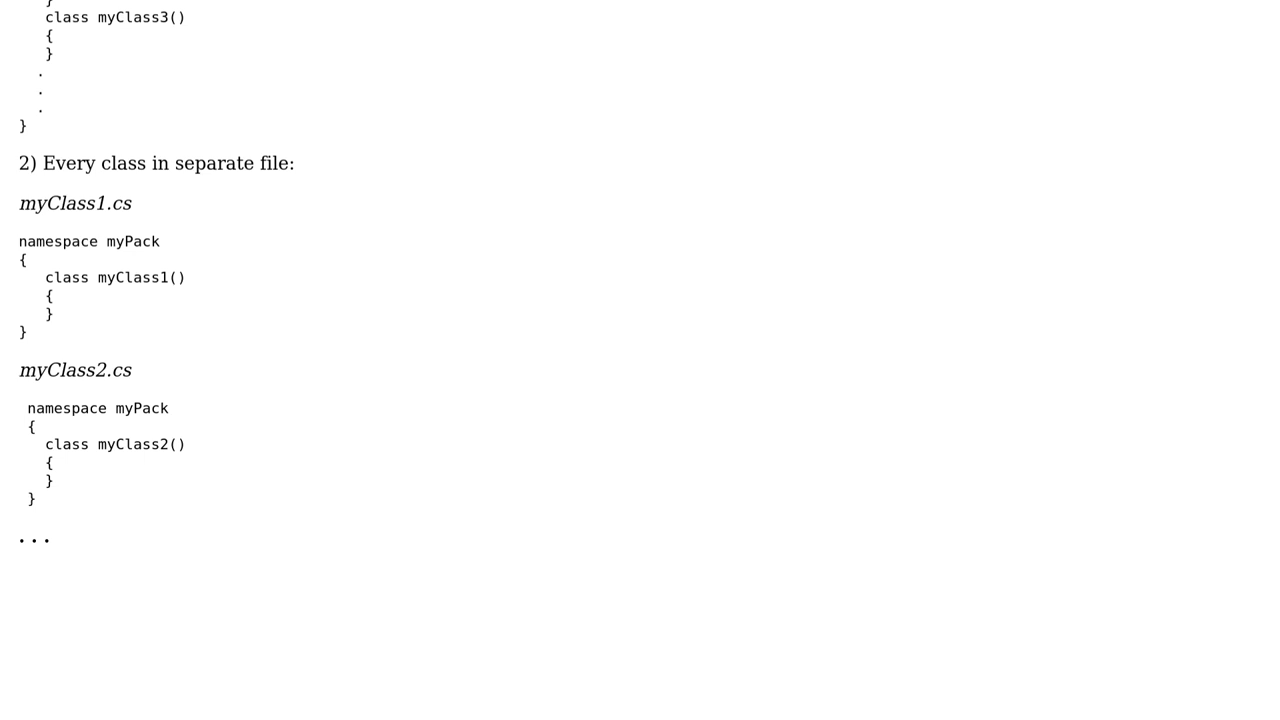 }
   class myClass3()
   {
   }
  .
  .
  .
}
2) Every class in separate file:
myClass1.cs
namespace myPack
{
   class myClass1()
   {
   }
}
myClass2.cs
 namespace myPack
 {
   class myClass2()
   {
   }
 }
. . .